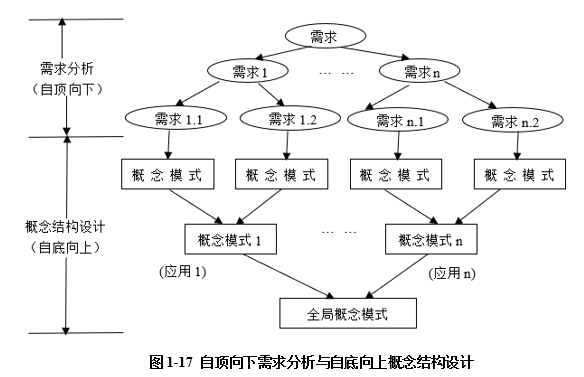 需求
需求分析
（自顶向下）
需求 1
… …
需求 n
需求 1.1
需求 1.2
需求 n.1
需求 n.2
概 念 模 式
概 念 模 式
概 念 模 式
概 念 模 式
概念结构设计
（自底向上）
概念模式 1
… …
概念模式 n
(应用 1)
(应用 n)
全局概念模式
图 1-17 自顶向下需求分析与自底向上概念结构设计